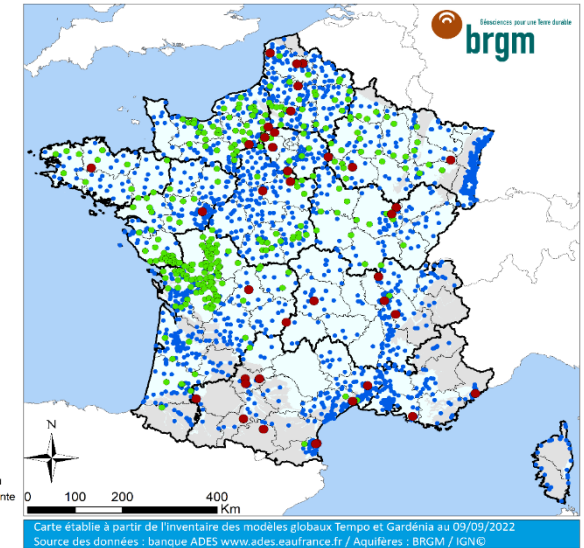 Géosciences pour une Terre durable
brgm
N
nte
0 100 200 400
Km
Carte établie à partir de l'inventaire des modèles globaux Tempo et Gardénia au 09/09/2022
Source des données : banque ADES www.ades.eaufrance.fr / Aquifères : BRGM / IGN©